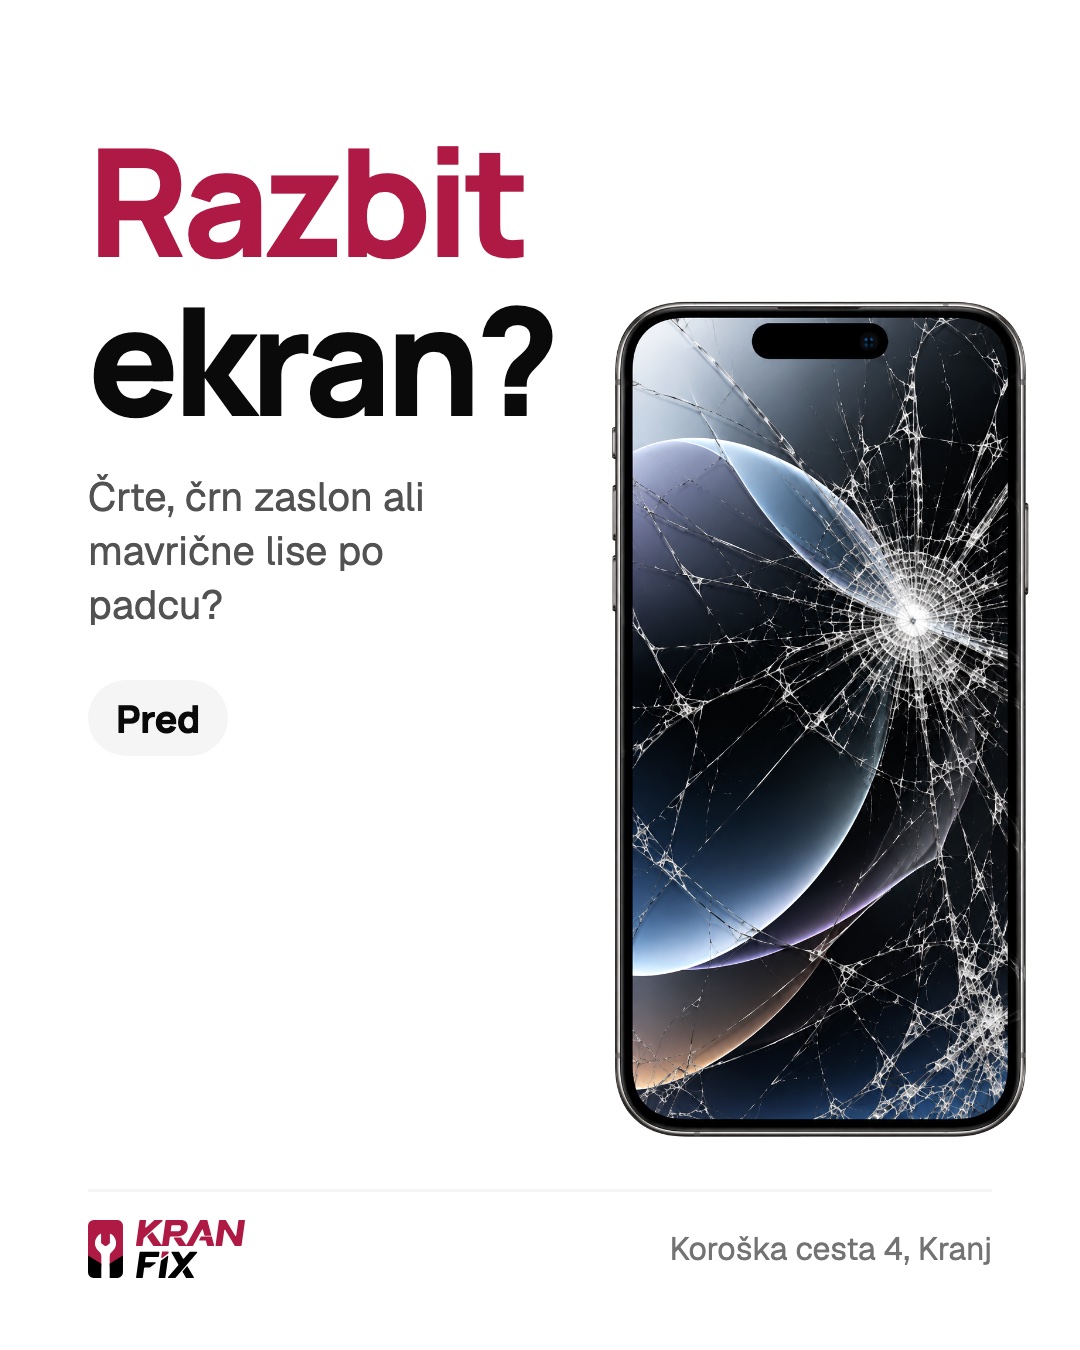 Razbit
ekran?
Črte, črn zaslon ali
mavrične lise po
padcu?
Pred
KRAN
FIX
Koroška cesta 4, Kranj